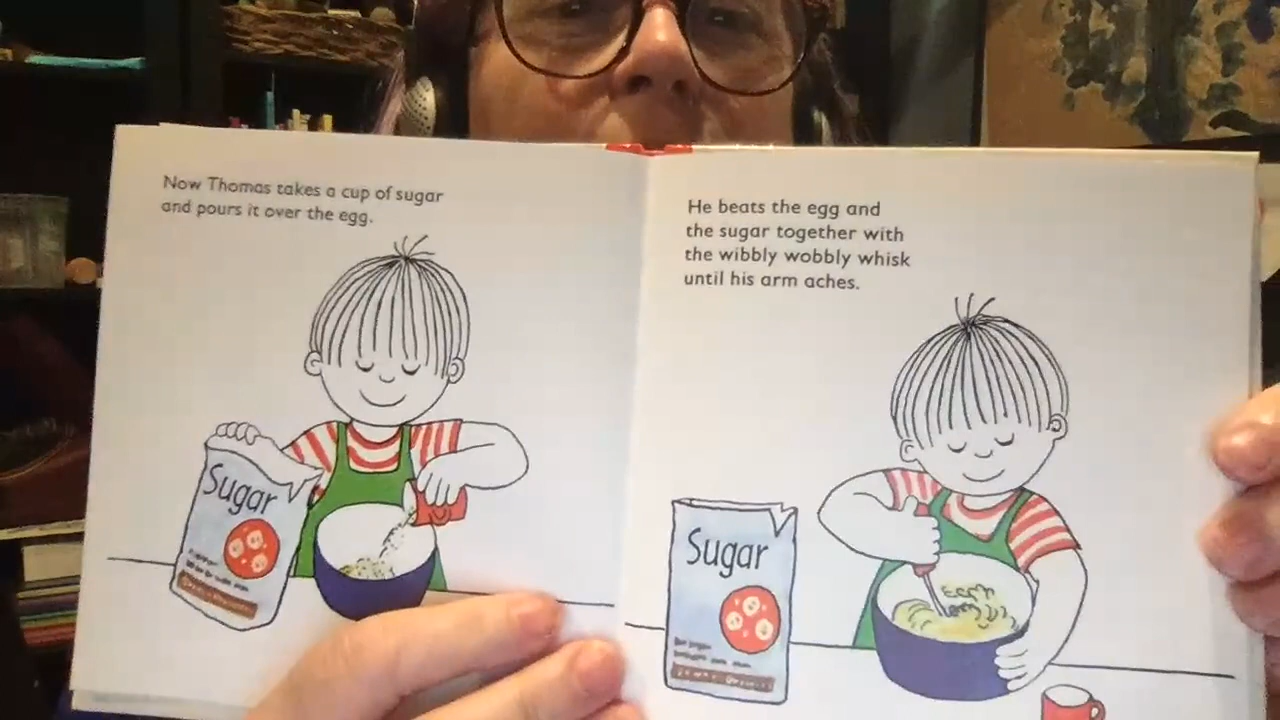 Now Thomas takes a cup of sugar
and pours it over the egg.
Sugar
He beats the egg and
the sugar together with
the wibbly wobbly whisk
until his arm aches.
Sugar